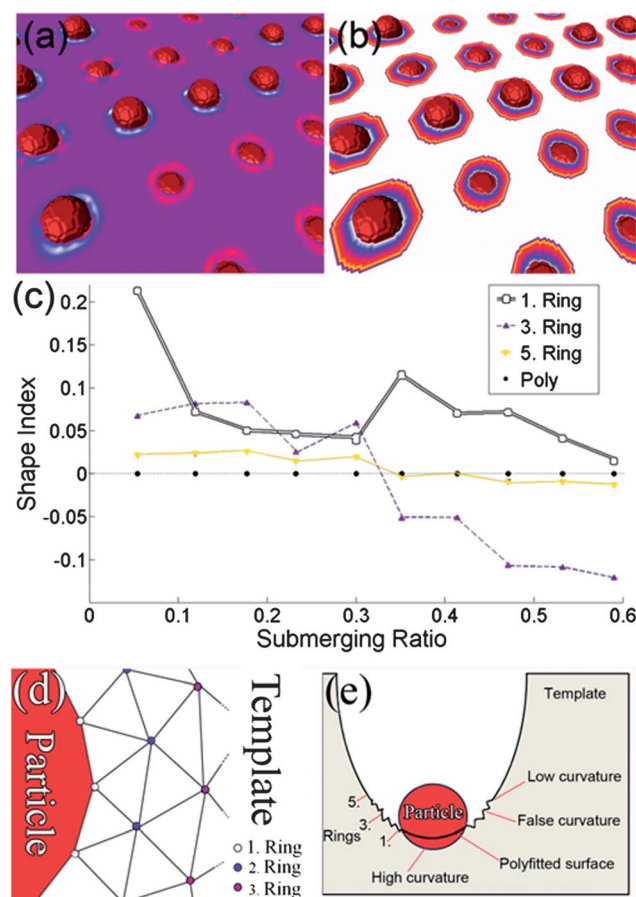 (a)
(b)
(c)
0.2
0.15
0.1
0.05
0
-0.05
-0.1
Shape Index
1. Ring
3. Ring
5. Ring
Poly
0 0.1 0.2 0.3 0.4 0.5 0.6
Submerging Ratio
(d)
Particle
Template
1. Ring
2. Ring
3. Ring
(e)
Template
Low curvature
False curvature
Polyfitted surface
High curvature
Particle
5.
3.
Rings
1.